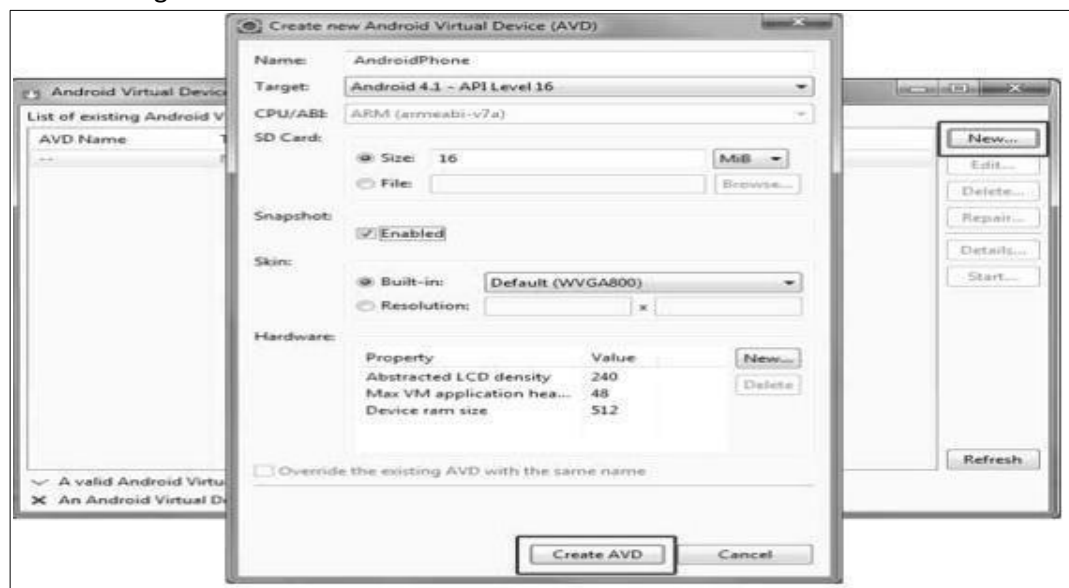 Create new Android Virtual Device (AVD)
Name: AndroidPhone
Target: Android 4.1 - API Level 16
CPU/ABI: ARM (armeabi-v7a)
SD Card:
Size: 16 MiB
File: Browse...
Snapshot:
Enabled
Skin:
Built-in: Default (WVGA800)
Resolution: x
Hardware:
Property Value New...
Abstracted LCD density 240 Delete
Max VM application hea... 48
Device ram size 512
Override the existing AVD with the same name
Create AVD Cancel
Android Virtual Devic
List of existing Android V
AVD Name
--
A valid Android Virtu
An Android Virtual De
New...
Edit...
Delete...
Repair...
Details...
Start...
Refresh